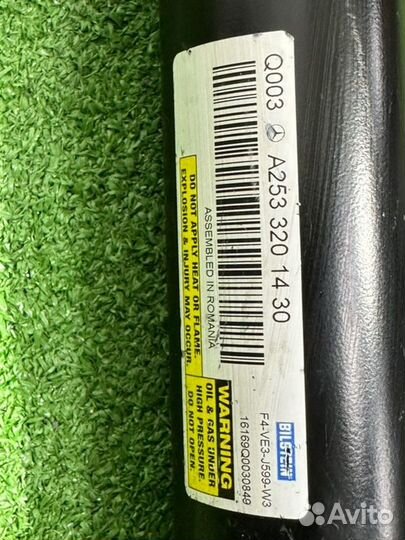 Q003 A253 320 14 30
ASSEMBLED IN ROMANIA
DO NOT APPLY HEAT OR FLAME.
EXPLOSION & INJURY MAY OCCUR.
WARNING
OIL & GAS UNDER
HIGH PRESSURE.
DO NOT OPEN.
BILSTEIN
F4-VE3-J599-W3
16169Q0030849
Avito